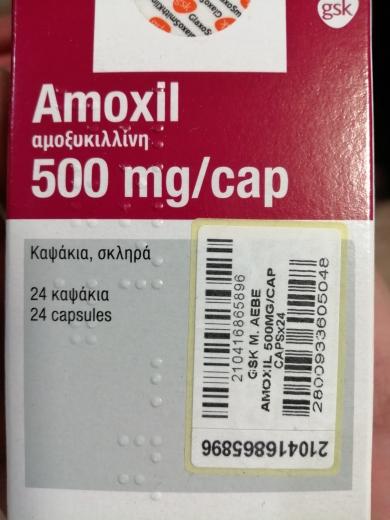 gsk
GlaxoSmithKline
Amoxil
αμοξυκιλλίνη
500 mg/cap
Καψάκια, σκληρά
24 καψάκια
24 capsules
210416865896
GSK M. AEBE
AMOXIL 500MG/CAP
CAPSx24
2800933605048
210416865896